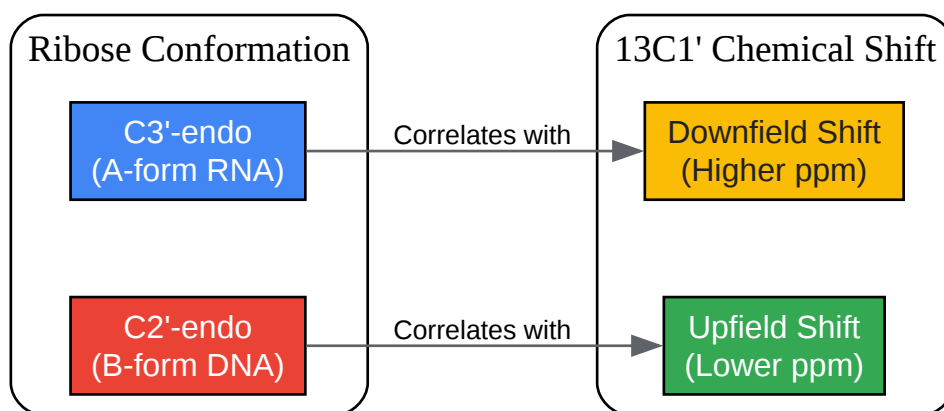 Ribose Conformation
13C1' Chemical Shift
C3'-endo
(A-form RNA)
Correlates with
Downfield Shift
(Higher ppm)
C2'-endo
(B-form DNA)
Correlates with
Upfield Shift
(Lower ppm)